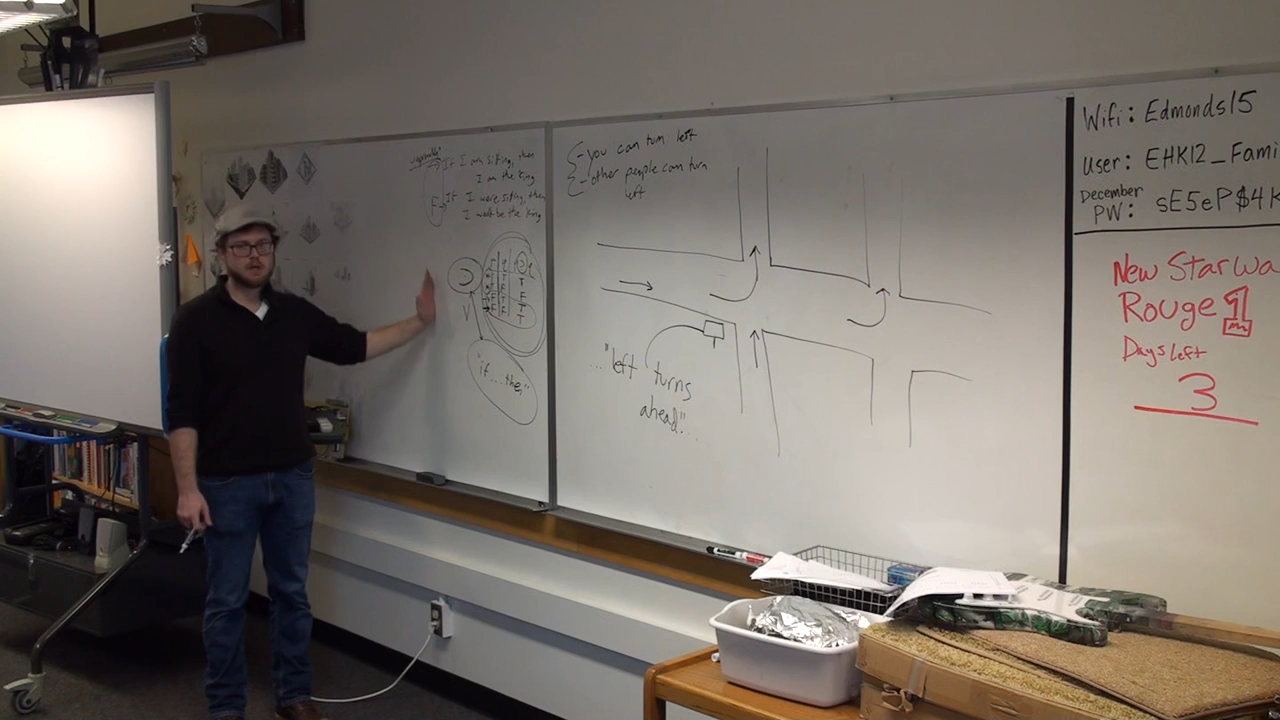 If I am sitting, then
I am the king
If I were sitting, then
I would be the king
E
V
"if...then"
- you can turn left
- other people can turn
left
..."left turns
ahead"...
Wifi: Edmonds15
User: EHK12_Fami
December
PW: sE5eP$4K
New Star Wa
Rouge 1
Days Left
3